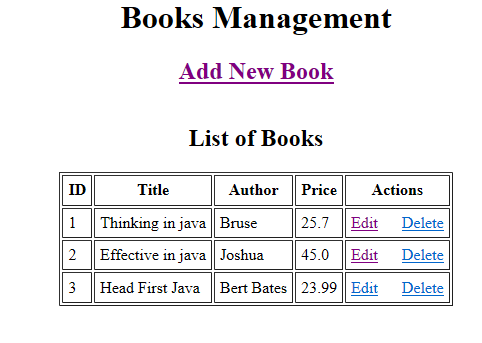 Books Management
Add New Book
List of Books
ID Title Author Price Actions
1 Thinking in java Bruse 25.7 Edit Delete
2 Effective in java Joshua 45.0 Edit Delete
3 Head First Java Bert Bates 23.99 Edit Delete